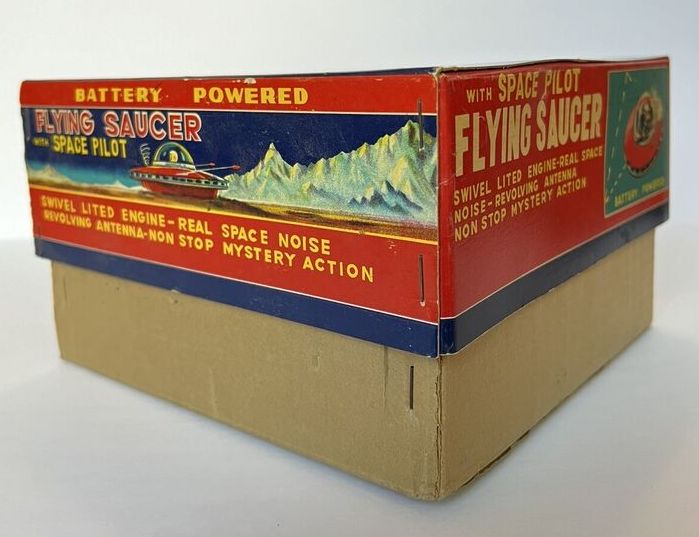 BATTERY POWERED
FLYING SAUCER
WITH SPACE PILOT
SWIVEL LITED ENGINE-REAL SPACE NOISE
REVOLVING ANTENNA-NON STOP MYSTERY ACTION
WITH SPACE PILOT
FLYING SAUCER
SWIVEL LITED ENGINE-REAL SPACE
NOISE-REVOLVING ANTENNA
NON STOP MYSTERY ACTION
BATTERY POWERED